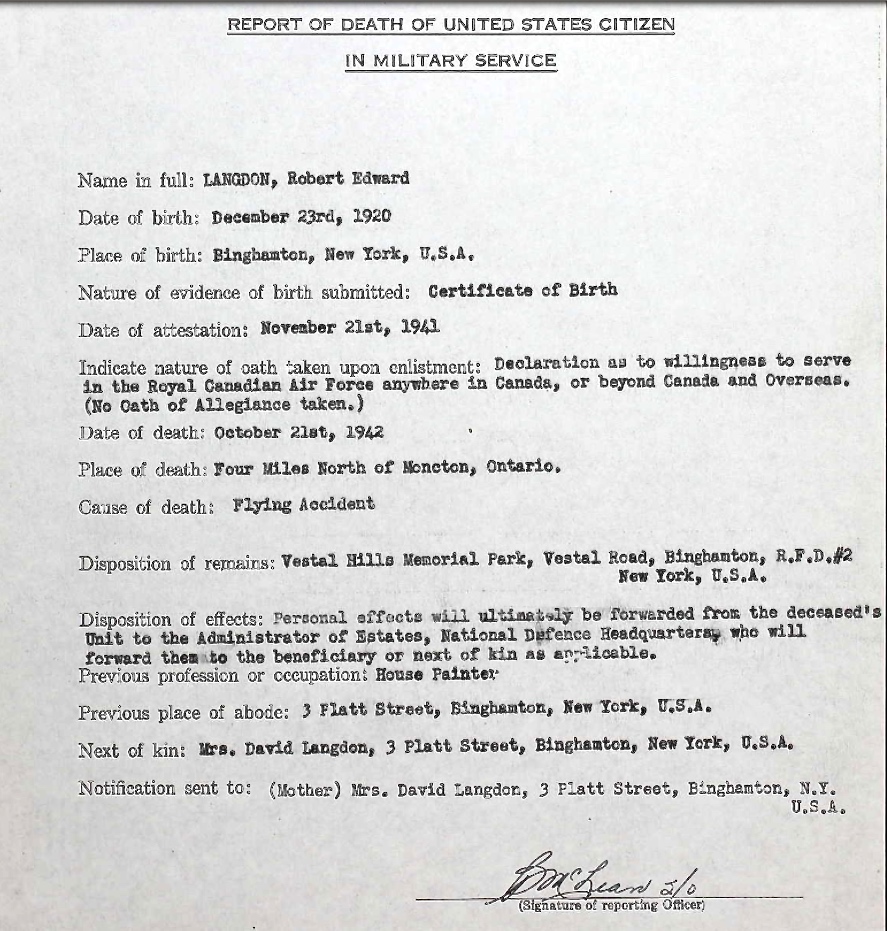 REPORT OF DEATH OF UNITED STATES CITIZEN
IN MILITARY SERVICE
Name in full: LANGDON, Robert Edward
Date of birth: December 23rd, 1920
Place of birth: Binghamton, New York, U.S.A.
Nature of evidence of birth submitted: Certificate of Birth
Date of attestation: November 21st, 1941
Indicate nature of oath taken upon enlistment: Declaration as to willingness to serve
in the Royal Canadian Air Force anywhere in Canada, or beyond Canada and Overseas.
(No Oath of Allegiance taken.)
Date of death: October 21st, 1942
Place of death: Four Miles North of Moncton, Ontario.
Cause of death: Flying Accident
Disposition of remains: Vestal Hills Memorial Park, Vestal Road, Binghamton, R.F.D.#2
New York, U.S.A.
Disposition of effects: Personal effects will ultimately be forwarded from the deceased's
Unit to the Administrator of Estates, National Defence Headquarters, who will
forward them to the beneficiary or next of kin as applicable.
Previous profession or occupation: House Painter
Previous place of abode: 3 Platt Street, Binghamton, New York, U.S.A.
Next of kin: Mrs. David Langdon, 3 Platt Street, Binghamton, New York, U.S.A.
Notification sent to: (Mother) Mrs. David Langdon, 3 Platt Street, Binghamton, N.Y.
U.S.A.
McLean
(Signature of reporting Officer)